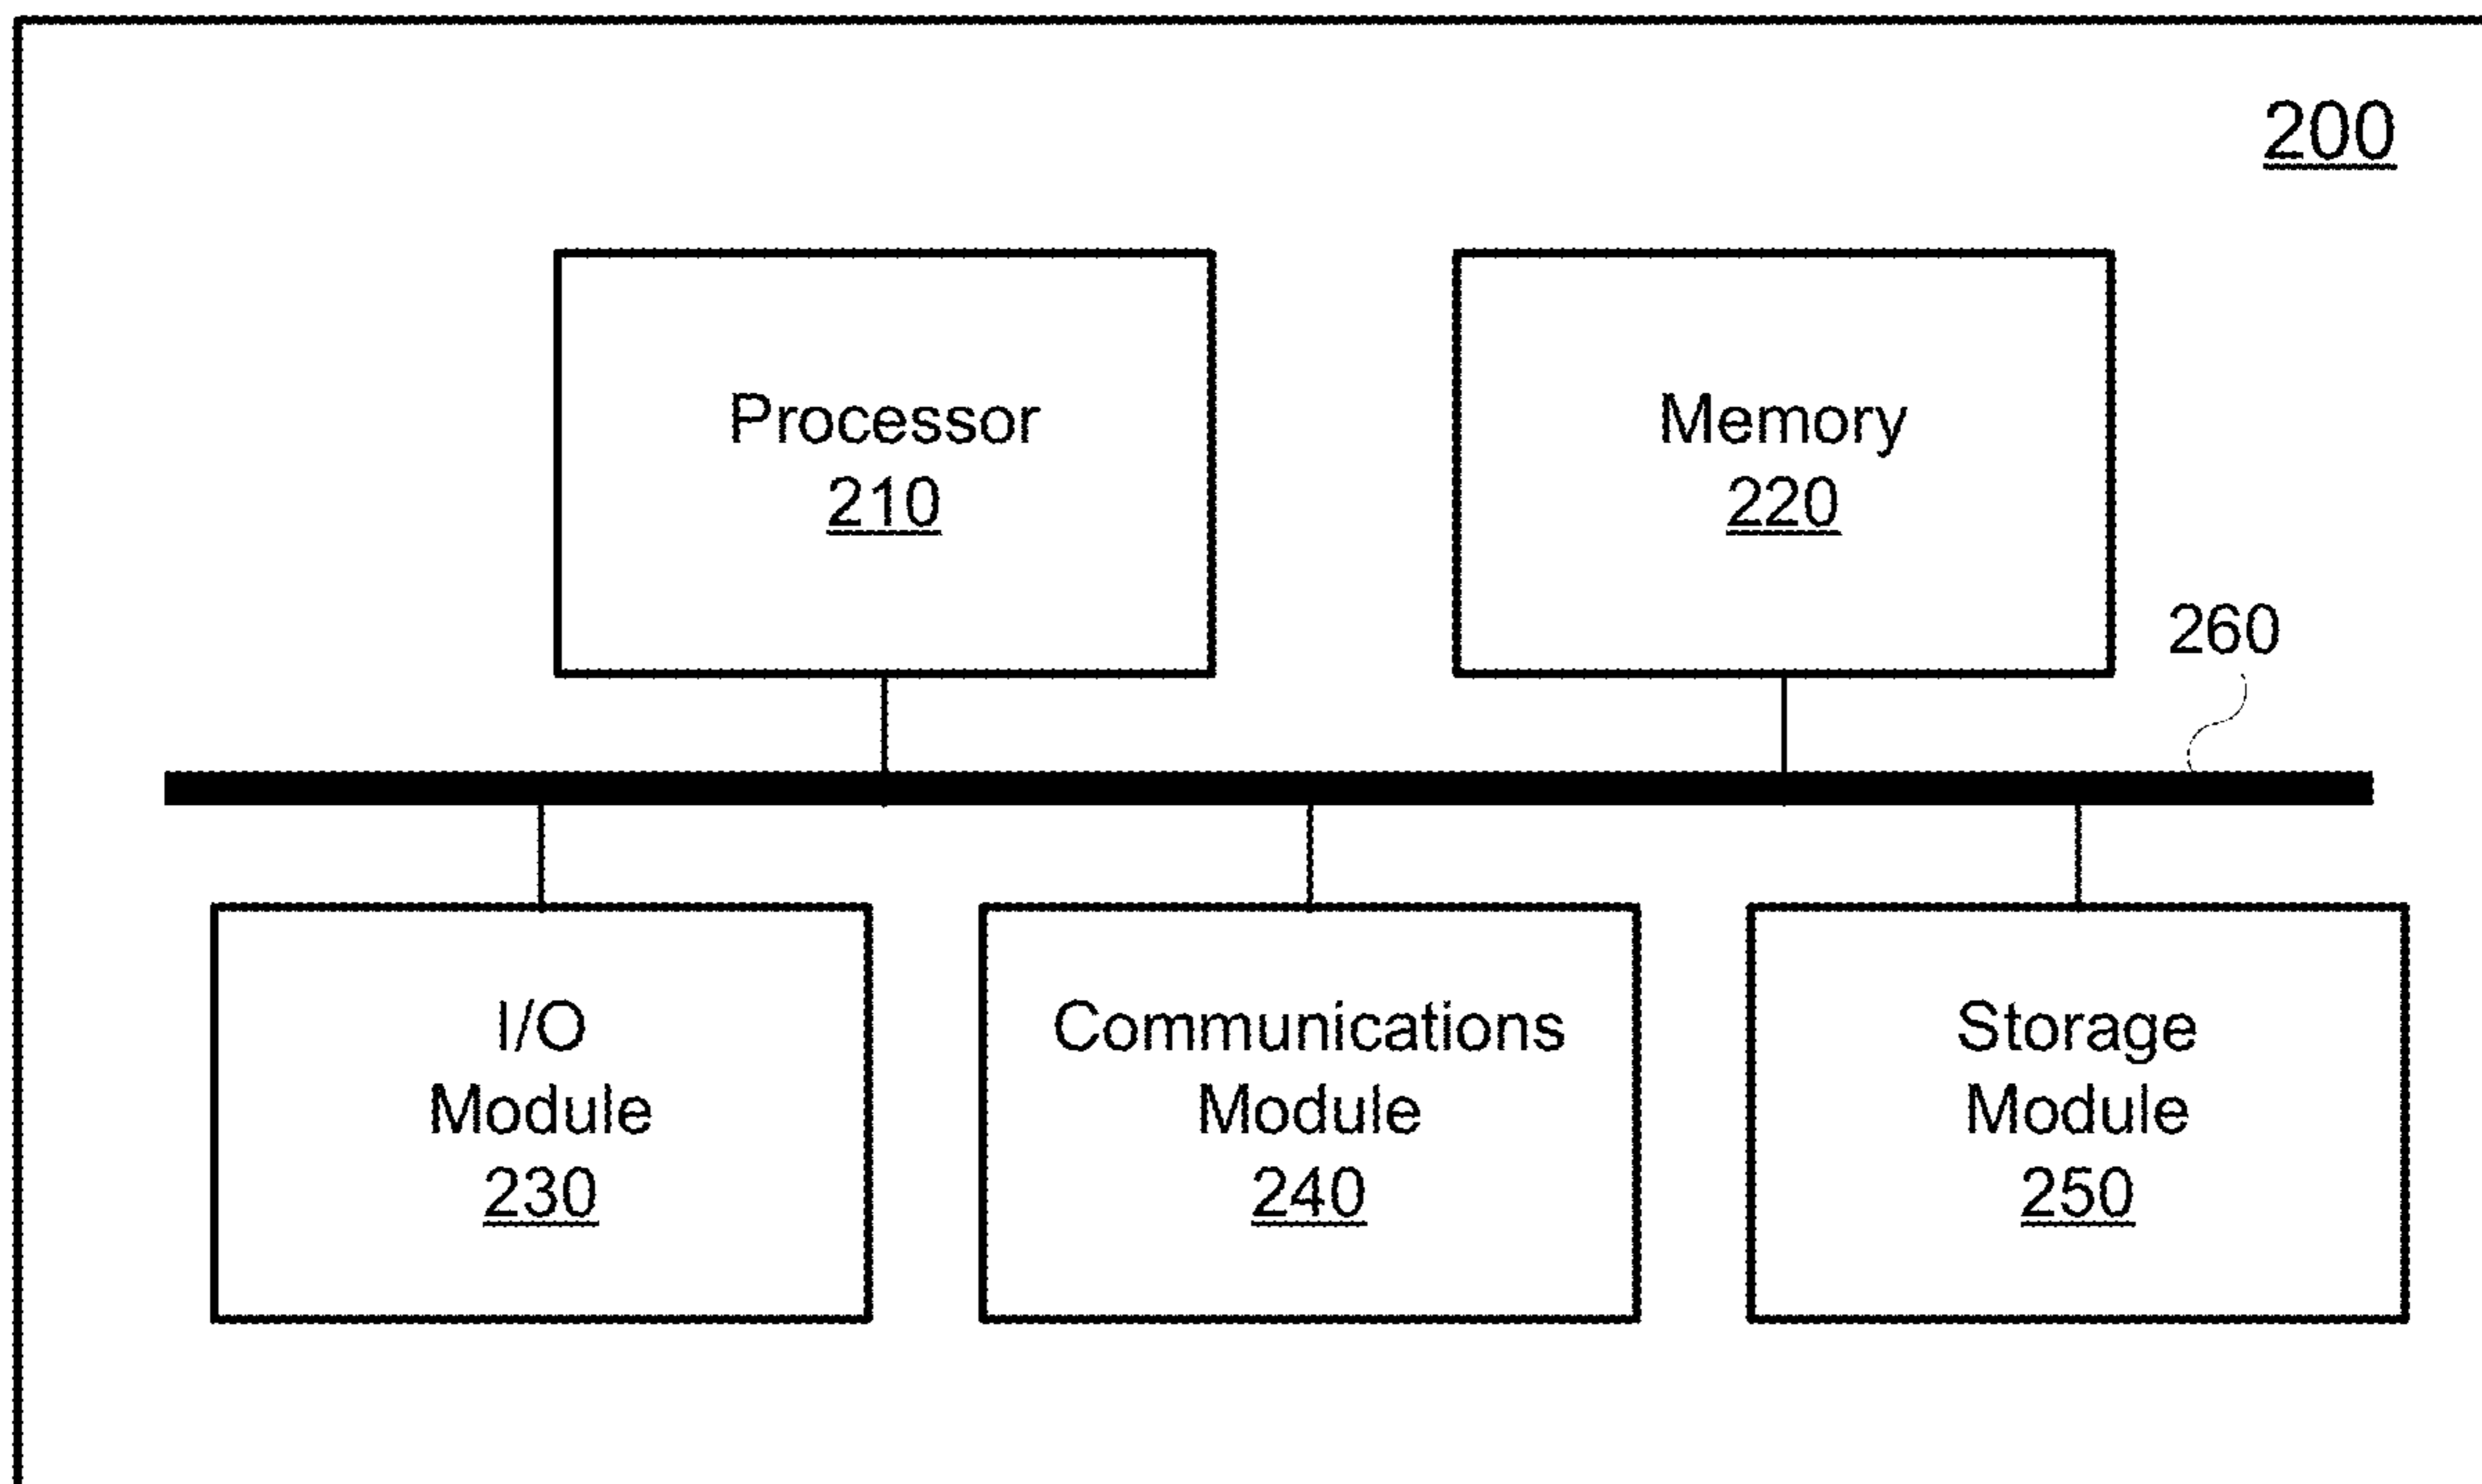 200
Processor
210
Memory
220
260
I/O
Module
230
Communications
Module
240
Storage
Module
250